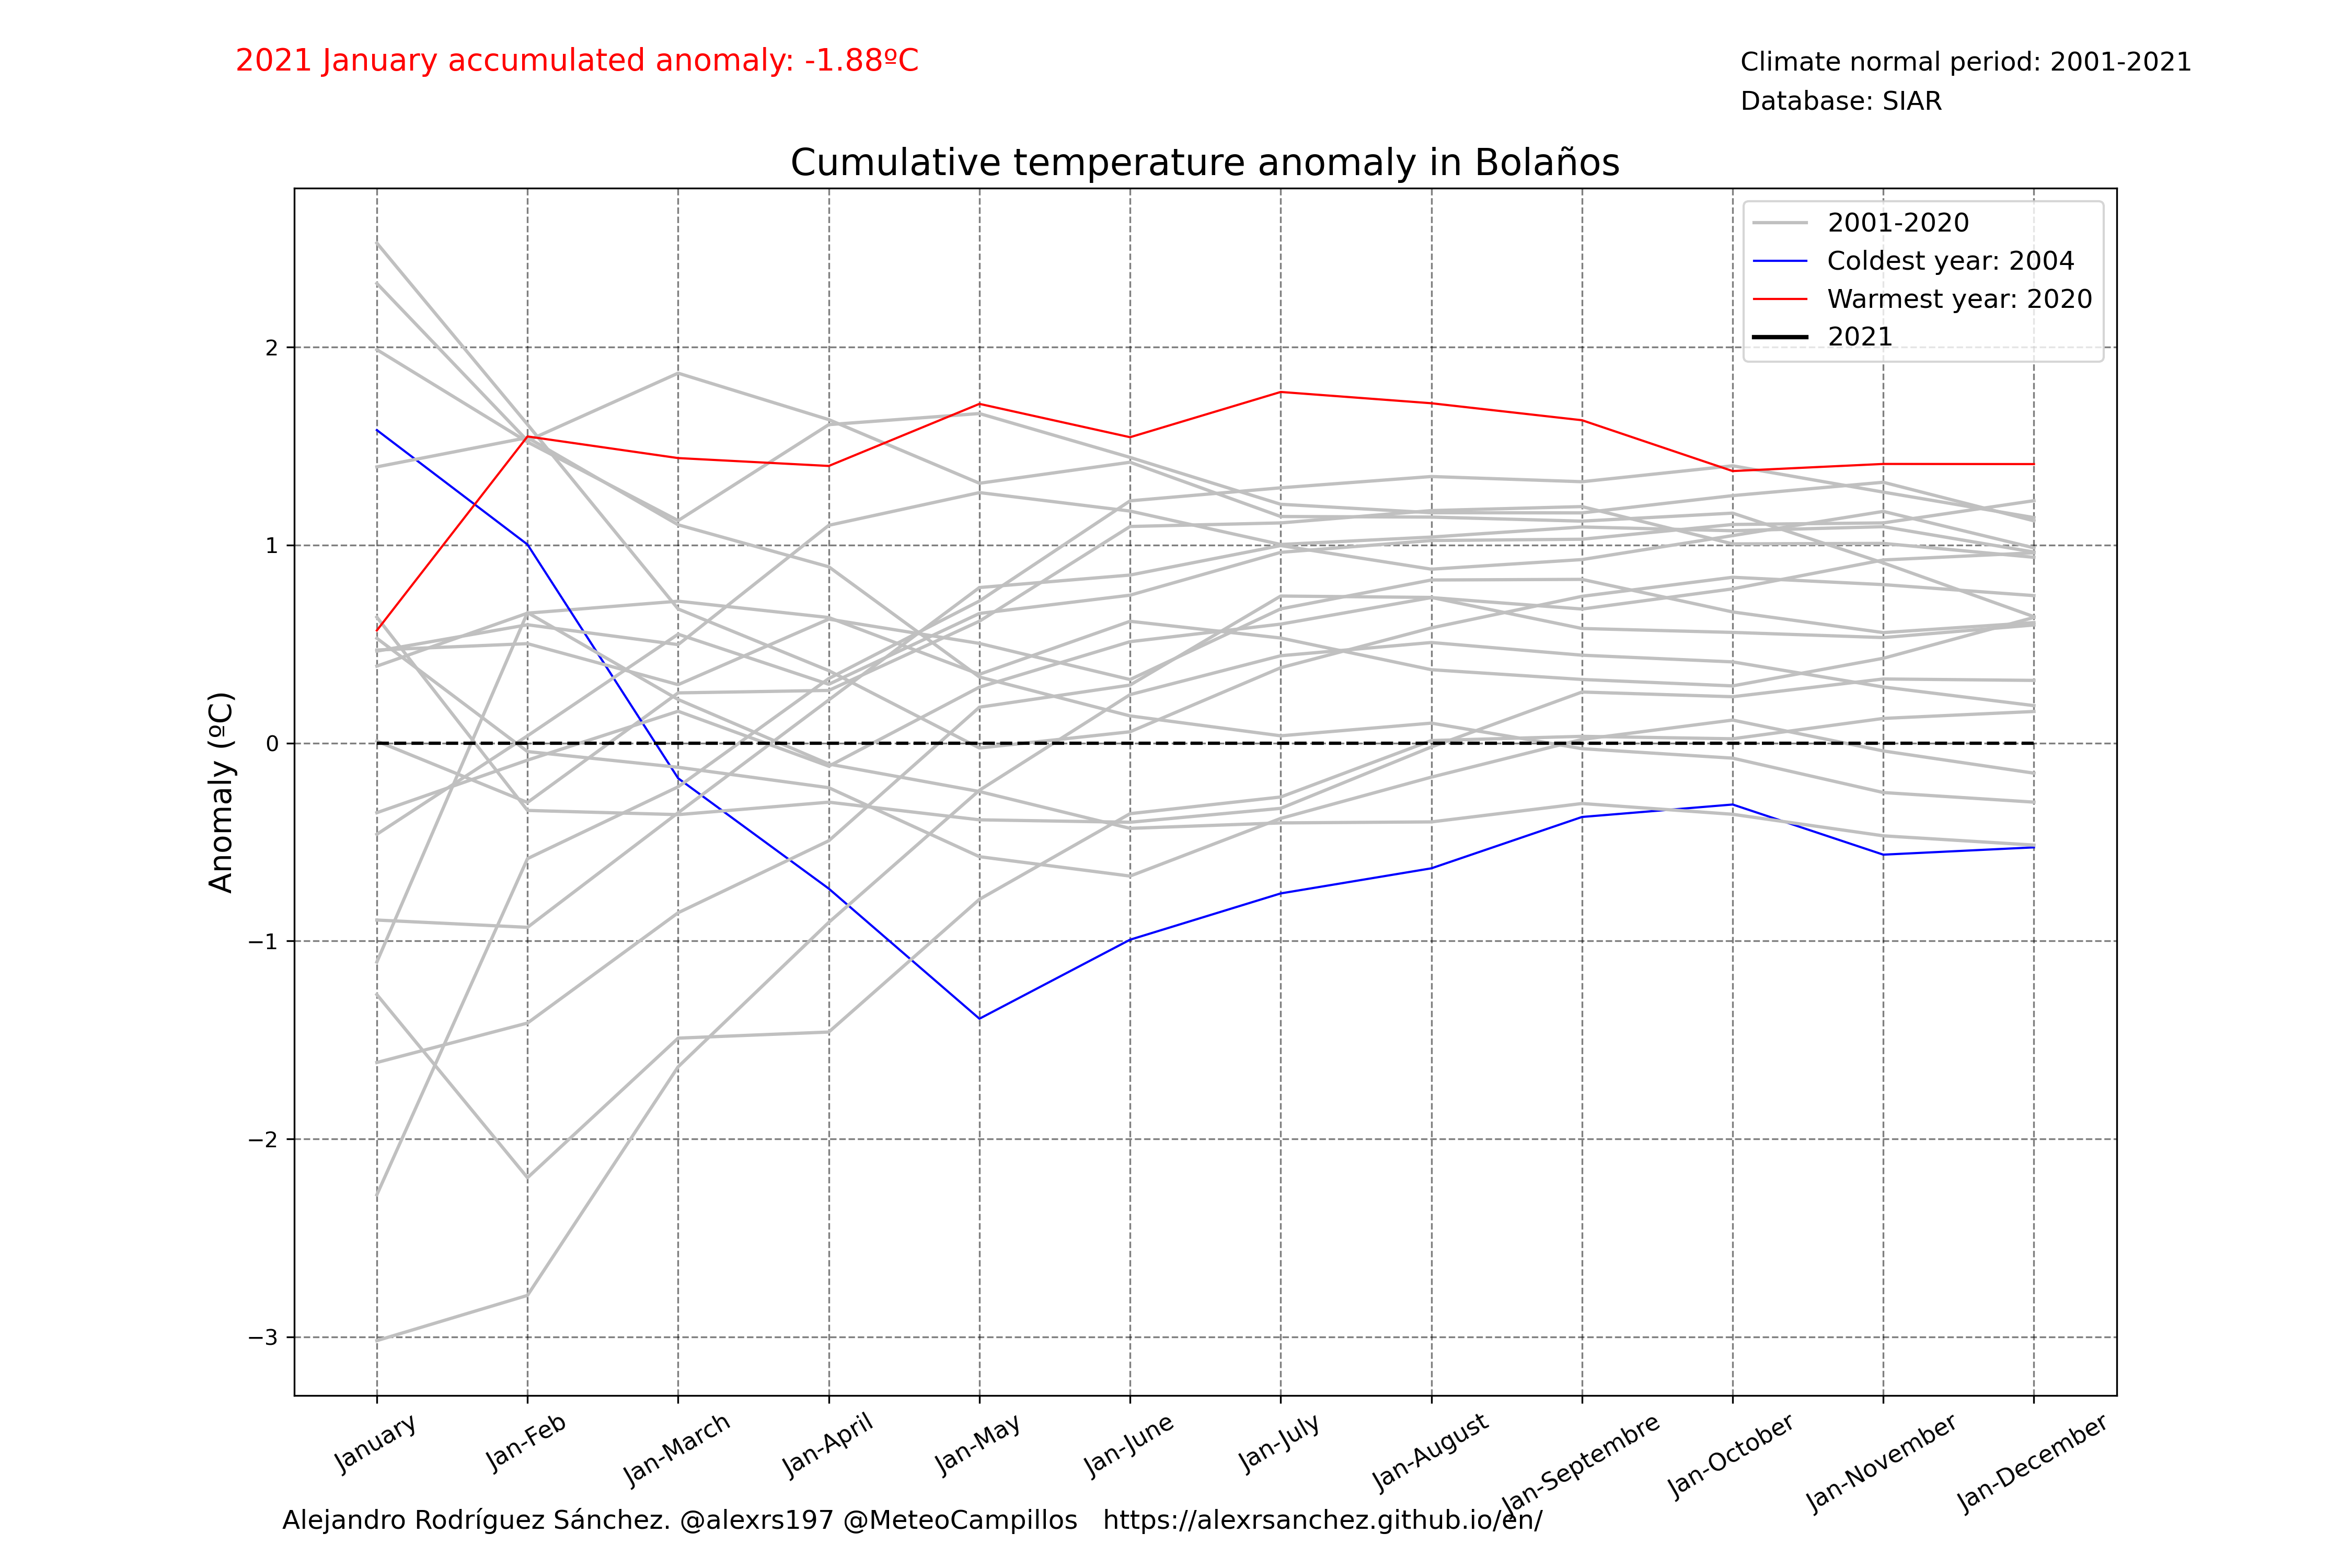 2021 January accumulated anomaly: -1.88ºC
Climate normal period: 2001-2021
Database: SIAR
Cumulative temperature anomaly in Bolaños
2001-2020
Coldest year: 2004
Warmest year: 2020
2021
Anomaly (ºC)
2
1
0
−1
−2
−3
January
Jan-Feb
Jan-March
Jan-April
Jan-May
Jan-June
Jan-July
Jan-August
Jan-Septembre
Jan-October
Jan-November
Jan-December
Alejandro Rodríguez Sánchez. @alexrs197 @MeteoCampillos   https://alexrsanchez.github.io/en/